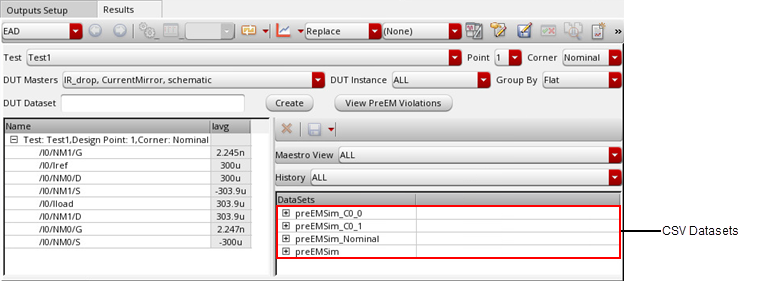 Outputs Setup Results
EAD Replace (None) »
Test Test1 Point 1 Corner Nominal
DUT Masters IR_drop, CurrentMirror, schematic DUT Instance ALL Group By Flat
DUT Dataset Create View PreEM Violations
Name Iavg
Test: Test1,Design Point: 1,Corner: Nominal
/I0/NM1/G 2.245n
/I0/Iref 300u
/I0/NM0/D 300u
/I0/NM1/S -303.9u
/I0/Iload 303.9u
/I0/NM1/D 303.9u
/I0/NM0/G 2.247n
/I0/NM0/S -300u
Maestro View ALL
History ALL
DataSets
preEMSim_C0_0
preEMSim_C0_1
preEMSim_Nominal
preEMSim
CSV Datasets